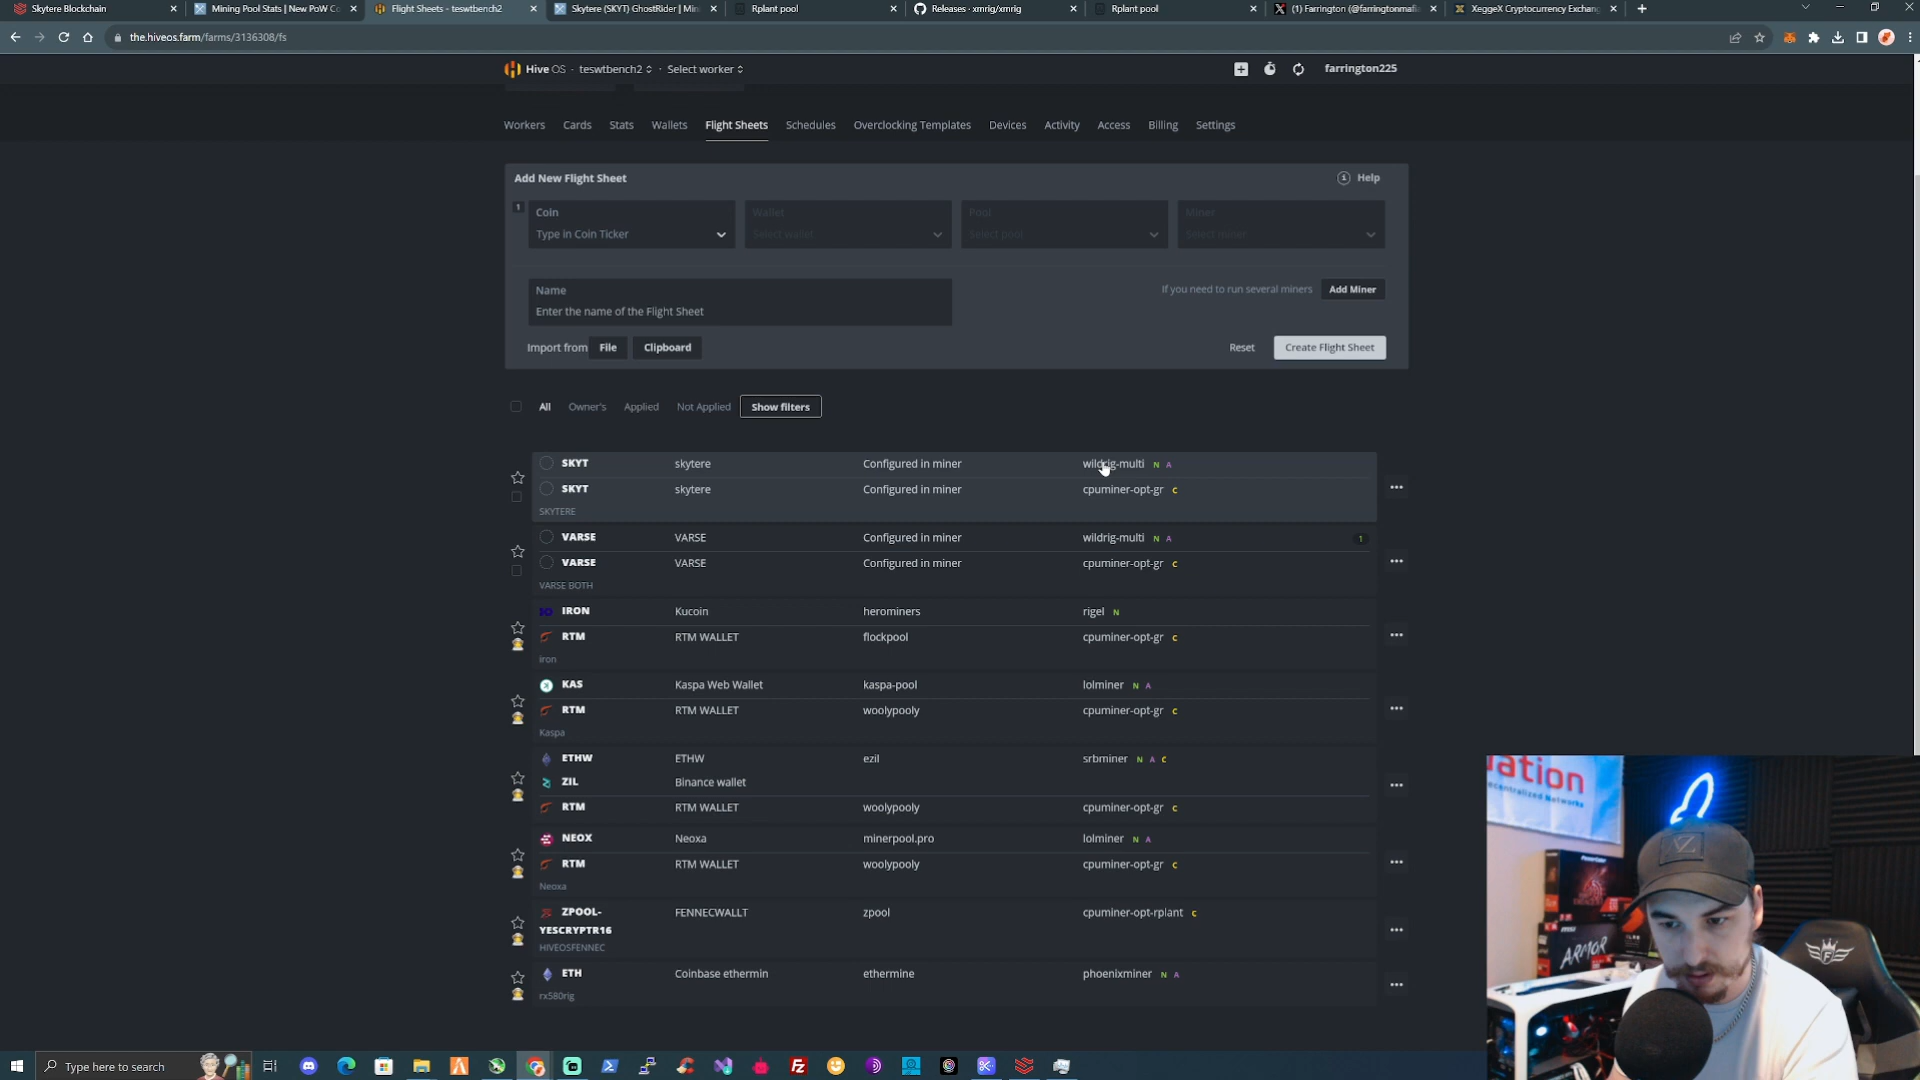 Skytere Blockchain
Mining Pool Stats | New PoW Co
Flight Sheets - teswtbench2
Skytere (SKYT) GhostRider | Mini
Rplant pool
Releases · xmrig/xmrig
Rplant pool
(1) Farrington (@farringtonmafi
XeggeX Cryptocurrency Exchan
the.hiveos.farm/farms/3136308/fs
Hive OS · teswtbench2 · Select worker
farrington225
Workers Cards Stats Wallets Flight Sheets Schedules Overclocking Templates Devices Activity Access Billing Settings
Add New Flight Sheet
Help
1
Coin Wallet Pool Miner
Type in Coin Ticker Select wallet Select pool Select miner
Name
Enter the name of the Flight Sheet
If you need to run several miners Add Miner
Import from File Clipboard
Reset Create Flight Sheet
All Owner's Applied Not Applied Show filters
SKYT skytere Configured in miner wildrig-multi N A
SKYT skytere Configured in miner cpuminer-opt-gr C
SKYTERE
VARSE VARSE Configured in miner wildrig-multi N A 1
VARSE VARSE Configured in miner cpuminer-opt-gr C
VARSE BOTH
IRON Kucoin herominers rigel N
RTM RTM WALLET flockpool cpuminer-opt-gr C
iron
KAS Kaspa Web Wallet kaspa-pool lolminer N A
RTM RTM WALLET woolypooly cpuminer-opt-gr C
Kaspa
ETHW ETHW ezil srbminer N A C
ZIL Binance wallet
RTM RTM WALLET woolypooly cpuminer-opt-gr C
NEOX Neoxa minerpool.pro lolminer N A
RTM RTM WALLET woolypooly cpuminer-opt-gr C
Neoxa
ZPOOL-YESCRYPTR16 FENNECWALLT zpool cpuminer-opt-rplant C
HIVEOSFENNEC
ETH Coinbase ethermin ethermine phoenixminer N A
rx580rig
uation
ecentralized Networks
msi
ARMOR
Type here to search